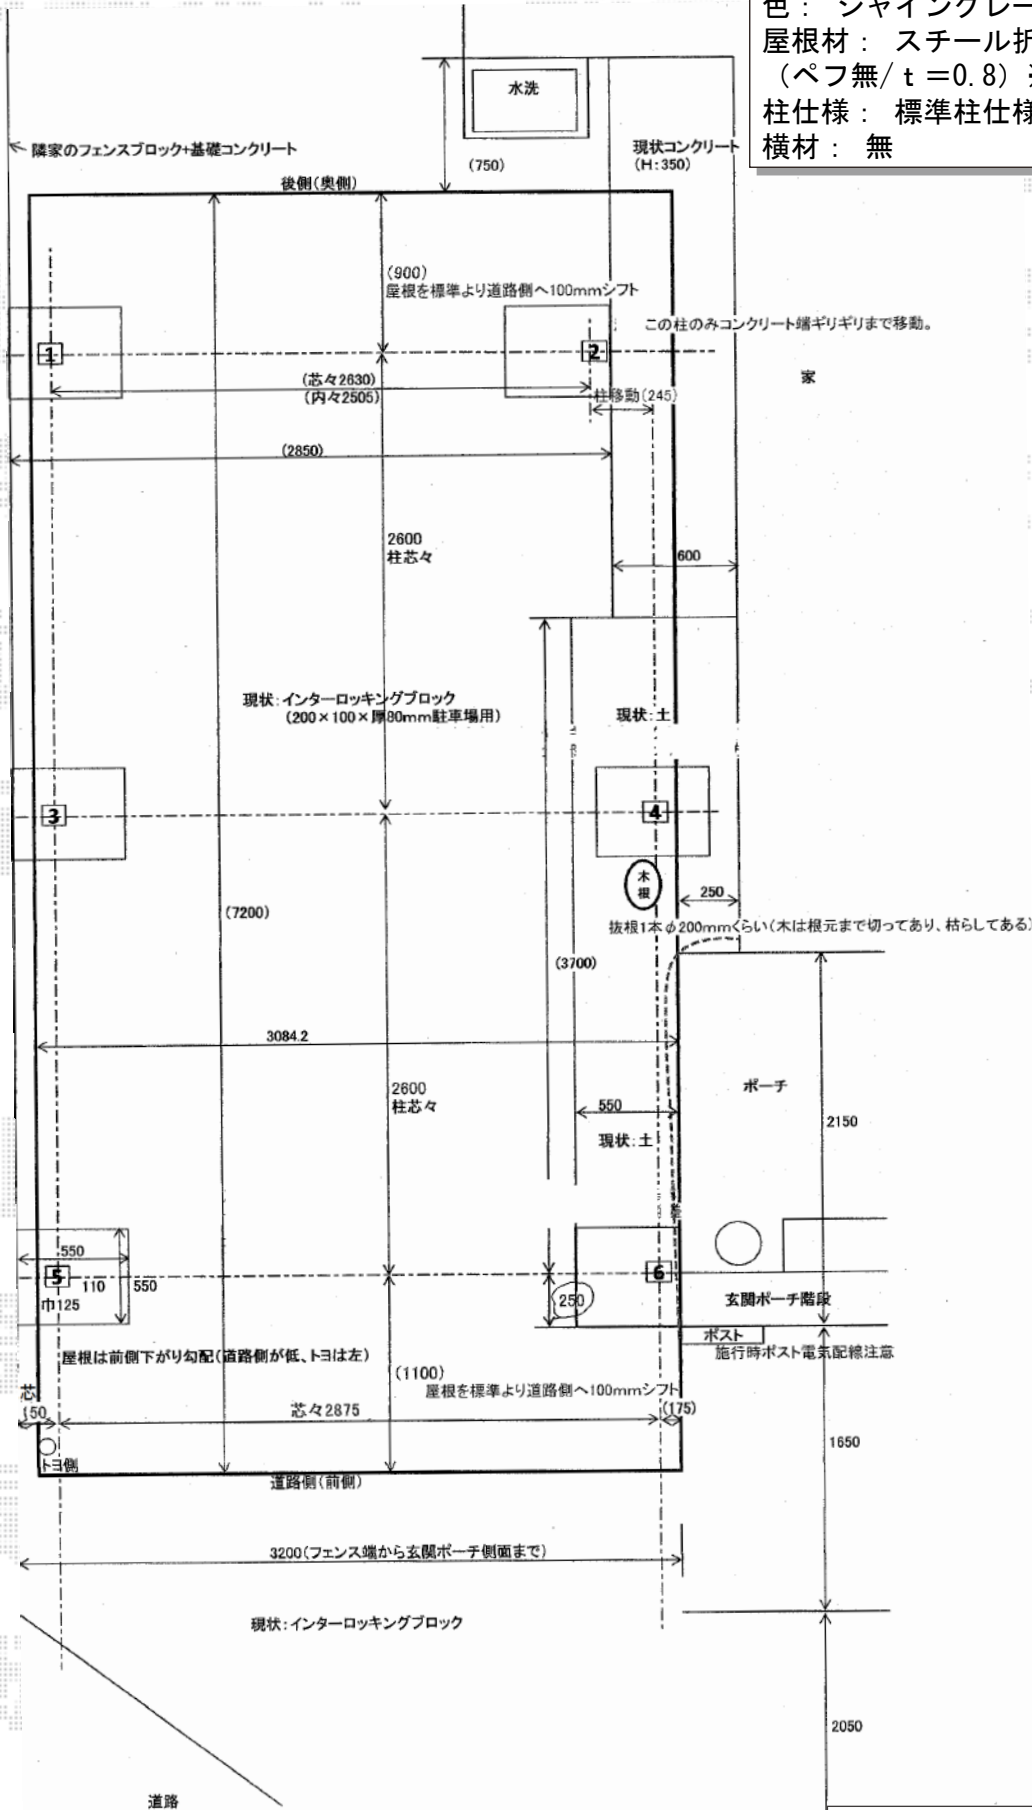 色： シャイングレー
屋根材： スチール折
（ペフ無/ｔ＝0.8）
柱仕様： 標準柱仕様
横材： 無
水洗
隣家のフェンスブロック+基礎コンクリート
(750)
現状コンクリート
(H:350)
後側(奥側)
(900)
屋根を標準より道路側へ100mmシフト
この柱のみコンクリート端ギリギリまで移動。
1
2
家
(芯々2630)
(内々2505)
柱移動(245)
(2850)
2600
柱芯々
600
現状:インターロッキングブロック
(200×100×厚80mm駐車場用)
現状:土
3
4
木根
250
(7200)
抜根1本φ200mmくらい(木は根元まで切ってあり、枯らしてある)
(3700)
3084.2
2600
柱芯々
ポーチ
550
2150
現状:土
550
5
110
550
巾125
6
250
玄関ポーチ階段
ポスト
施行時ポスト電気配線注意
屋根は前側下がり勾配(道路側が低、トヨは左)
(1100)
屋根を標準より道路側へ100mmシフト
芯
150
芯々2875
(175)
1650
トヨ側
道路側(前側)
3200(フェンス端から玄関ポーチ側面まで)
現状:インターロッキングブロック
2050
道路